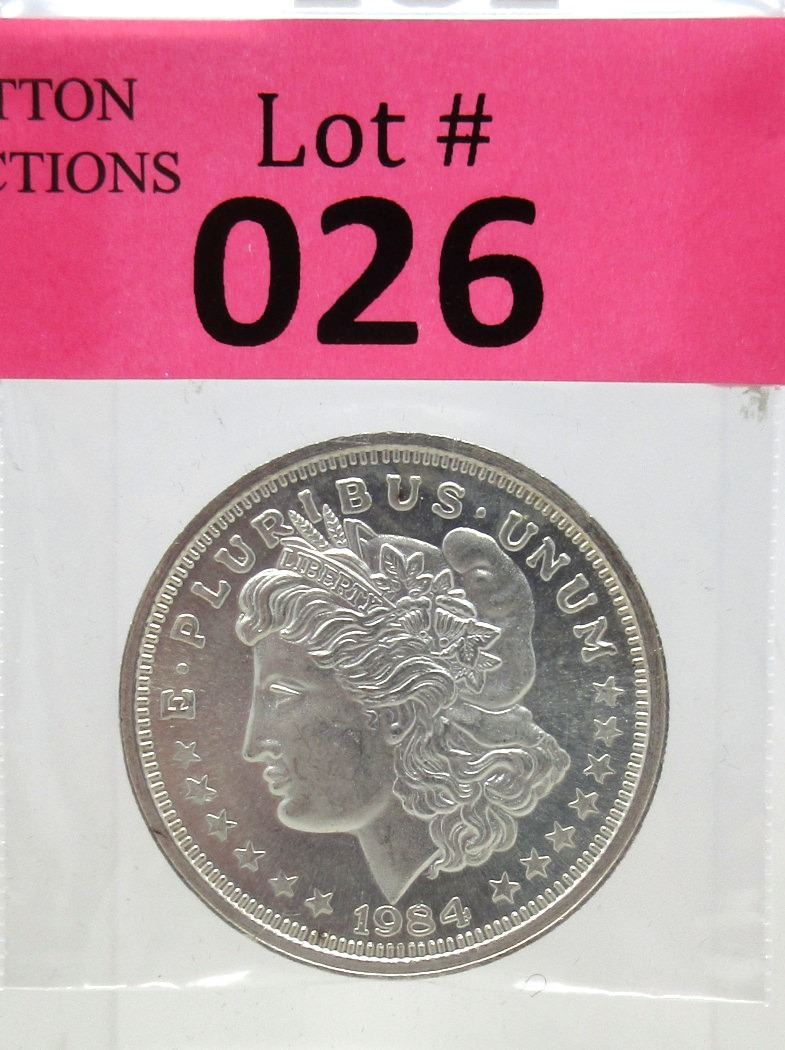 TTON
CTIONS
Lot #
026
E·PLURIBUS·UNUM
LIBERTY
1984